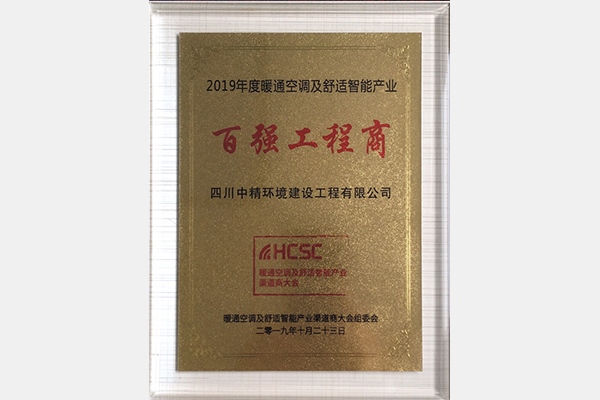 2019年度暖通空调及舒适智能产业
百强工程商
四川中精环境建设工程有限公司
HCSC
暖通空调及舒适智能产业
渠道商大会
暖通空调及舒适智能产业渠道商大会组委会
二零一九年十月二十三日